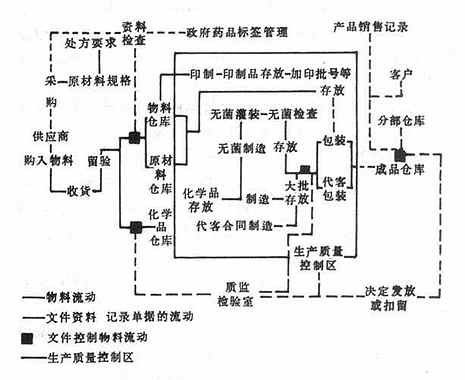 资料
检查
政府药品标签管理
产品销售记录
处方要求
采
原材料规格
购
供应商
购入物料
收货
留验
物料
仓库
原材
料
仓库
化学
品
仓库
印制-印制品存放-加印批号等
存放
无菌灌装-无菌检查
无菌制造
存放
包装
化学品
存放
制造
大批
存放
代客
包装
代客合同制造
生产质量
控制区
客户
分部仓库
成品仓库
质监
检验室
决定发放
或扣留
物料流动
文件资料 记录单据的流动
文件控制物料流动
生产质量控制区